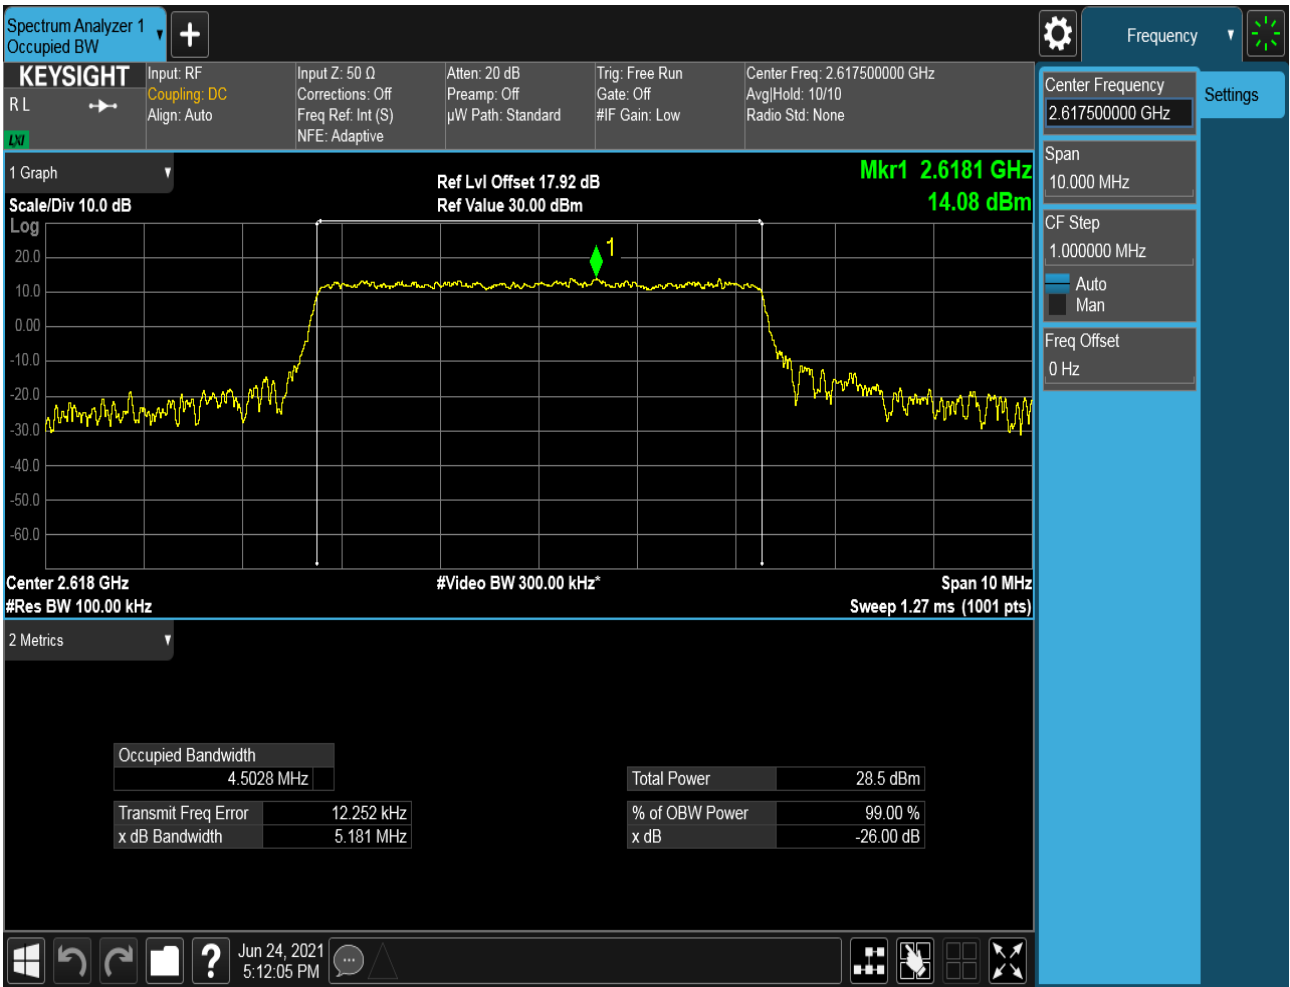 Spectrum Analyzer 1
Occupied BW
Frequency
KEYSIGHT
R L
LXI
Input: RF
Coupling: DC
Align: Auto
Input Z: 50 Ω
Corrections: Off
Freq Ref: Int (S)
NFE: Adaptive
Atten: 20 dB
Preamp: Off
µW Path: Standard
Trig: Free Run
Gate: Off
#IF Gain: Low
Center Freq: 2.617500000 GHz
Avg|Hold: 10/10
Radio Std: None
Center Frequency
2.617500000 GHz
Settings
Span
10.000 MHz
CF Step
1.000000 MHz
Auto
Man
Freq Offset
0 Hz
1 Graph
Scale/Div 10.0 dB
Log
Ref Lvl Offset 17.92 dB
Ref Value 30.00 dBm
Mkr1 2.6181 GHz
14.08 dBm
1
20.0
10.0
0.00
-10.0
-20.0
-30.0
-40.0
-50.0
-60.0
Center 2.618 GHz
#Video BW 300.00 kHz*
Span 10 MHz
#Res BW 100.00 kHz
Sweep 1.27 ms (1001 pts)
2 Metrics
Occupied Bandwidth
4.5028 MHz
Total Power 28.5 dBm
Transmit Freq Error 12.252 kHz
% of OBW Power 99.00 %
x dB Bandwidth 5.181 MHz
x dB -26.00 dB
?
Jun 24, 2021
5:12:05 PM